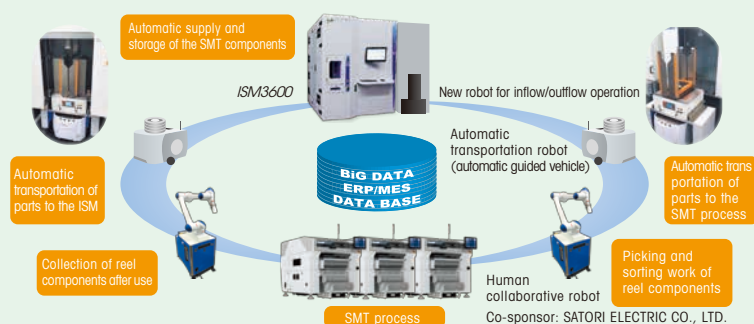 Automatic supply and
storage of the SMT components
ISM3600
New robot for inflow/outflow operation
Automatic
transportation robot
(automatic guided vehicle)
BiG DATA
ERP/MES
DATA BASE
Automatic
transportation of
parts to the ISM
Automatic trans
portation of
parts to the
SMT process
Collection of reel
components after use
Picking and
sorting work of
reel components
Human
collaborative robot
SMT process
Co-sponsor: SATORI ELECTRIC CO., LTD.